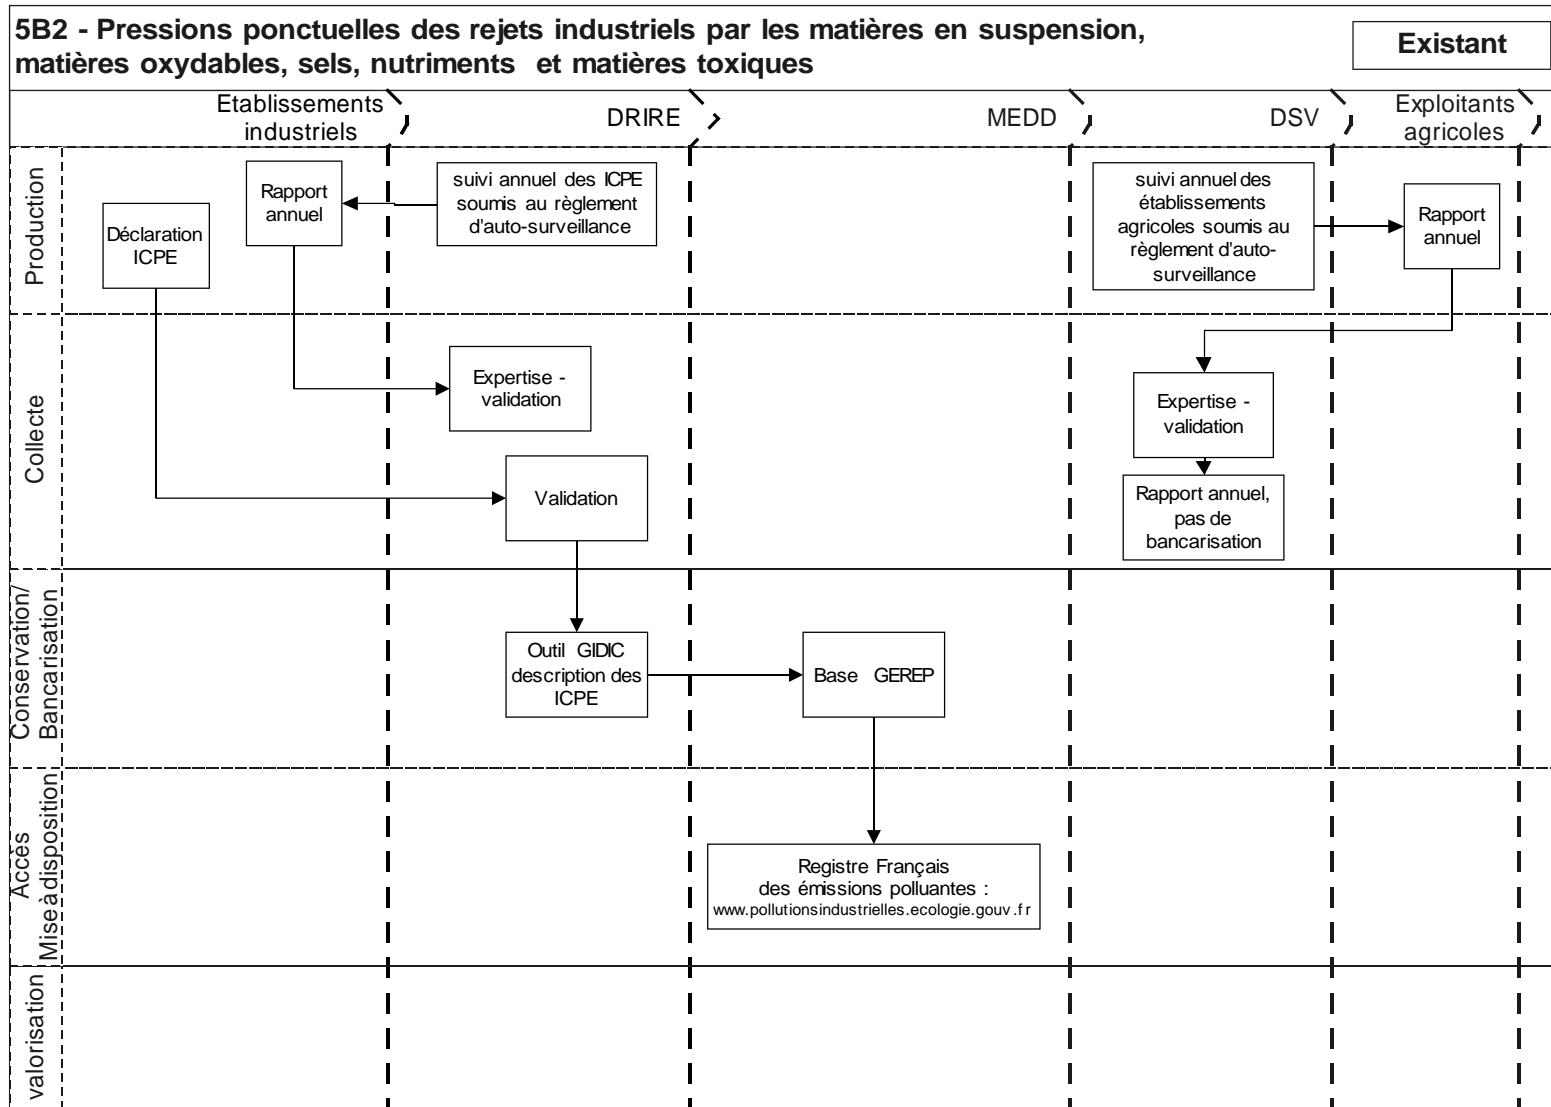 5B2 - Pressions ponctuelles des rejets industriels par les matières en suspension,
matières oxydables, sels, nutriments et matières toxiques
Existant
Etablissements
industriels
DRIRE
MEDD
DSV
Exploitants
agricoles
Production
Déclaration
ICPE
Rapport
annuel
suivi annuel des ICPE
soumis au règlement
d'auto-surveillance
suivi annuel des
établissements
agricoles soumis au
règlement d'auto-
surveillance
Rapport
annuel
Collecte
Expertise -
validation
Validation
Expertise -
validation
Rapport annuel,
pas de
bancarisation
Conservation/
Bancarisation
Outil GIDIC
description des
ICPE
Base GEREP
Accès
Mise à disposition
Registre Français
des émissions polluantes :
www.pollutionsindustrielles.ecologie.gouv.fr
valorisation